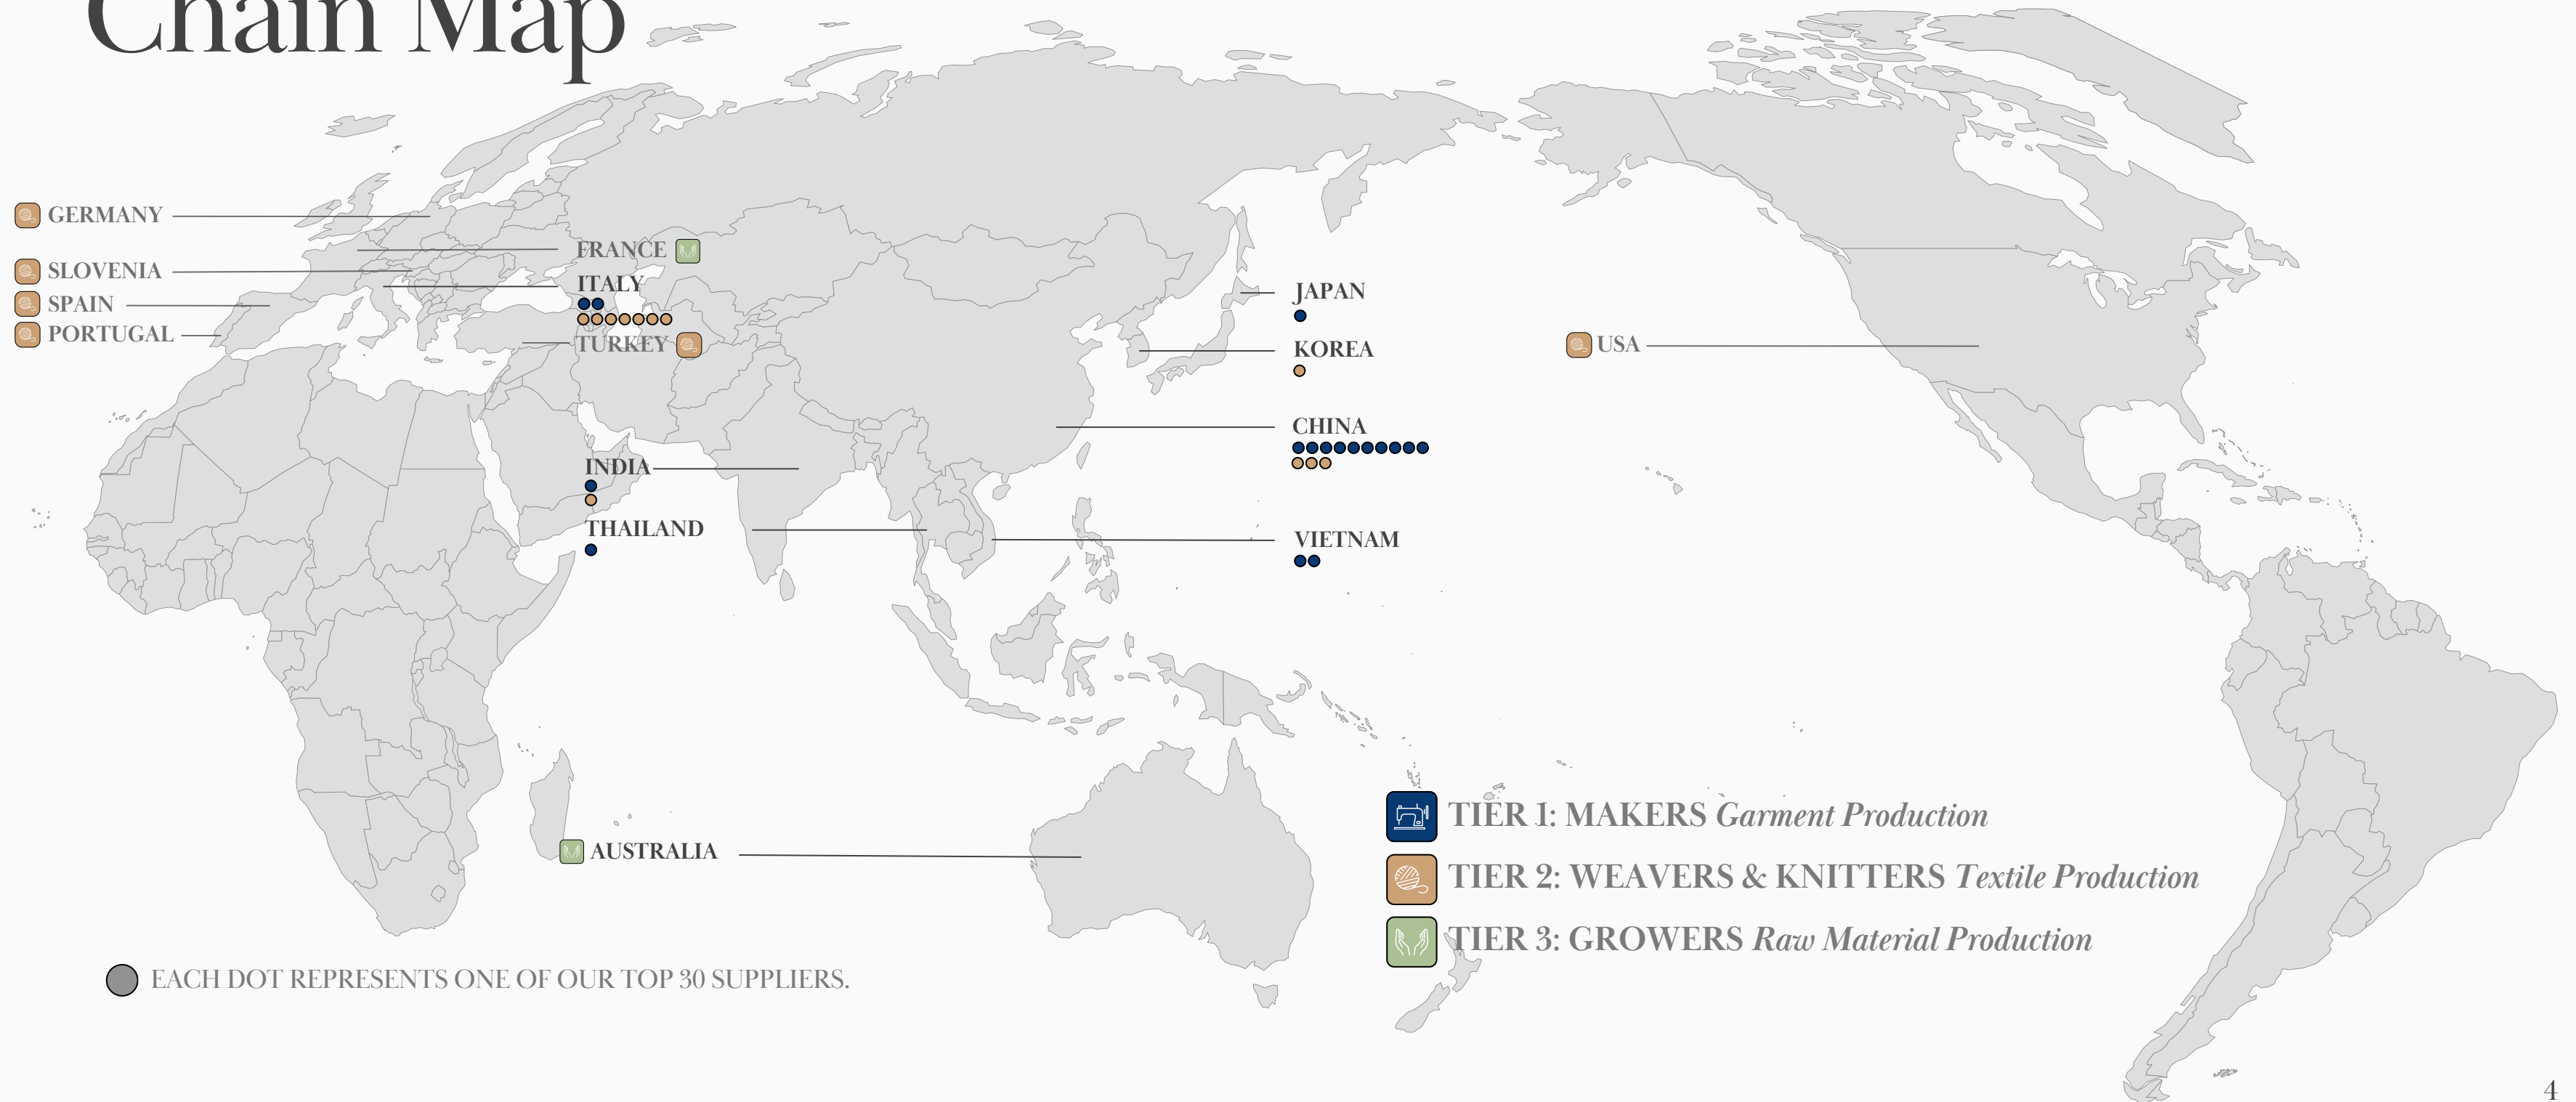 Chain Map
GERMANY
FRANCE
SLOVENIA
ITALY
SPAIN
PORTUGAL
TURKEY
JAPAN
KOREA
USA
CHINA
INDIA
THAILAND
VIETNAM
AUSTRALIA
TIER 1: MAKERS Garment Production
TIER 2: WEAVERS & KNITTERS Textile Production
TIER 3: GROWERS Raw Material Production
EACH DOT REPRESENTS ONE OF OUR TOP 30 SUPPLIERS.
4